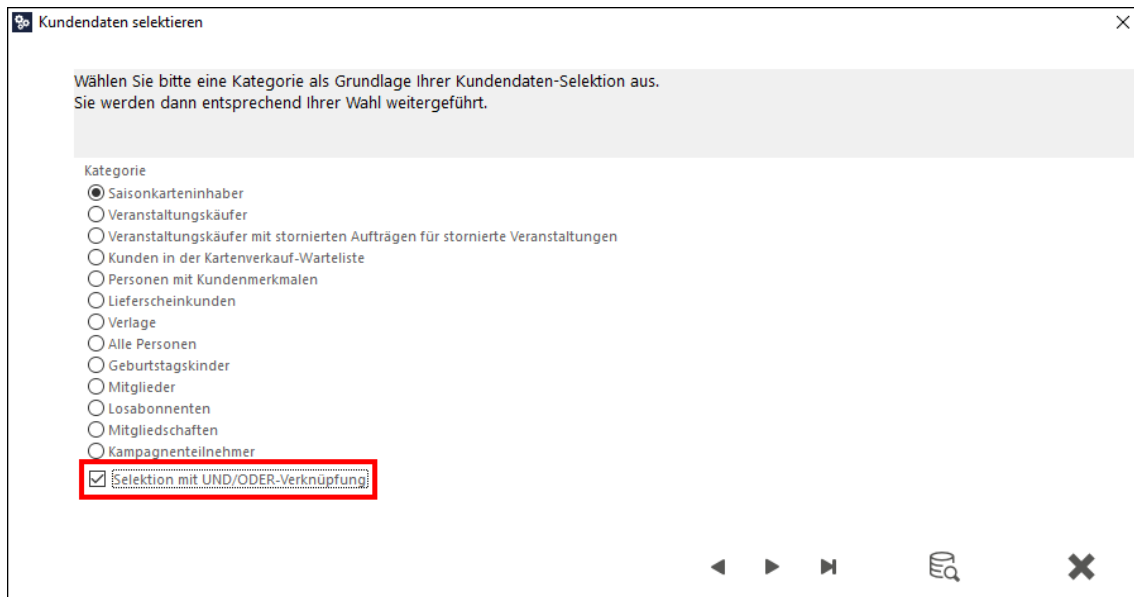 Kundendaten selektieren
Wählen Sie bitte eine Kategorie als Grundlage Ihrer Kundendaten-Selektion aus.
Sie werden dann entsprechend Ihrer Wahl weitergeführt.
Kategorie
Saisonkarteninhaber
Veranstaltungskäufer
Veranstaltungskäufer mit stornierten Aufträgen für stornierte Veranstaltungen
Kunden in der Kartenverkauf-Warteliste
Personen mit Kundenmerkmalen
Lieferscheinkunden
Verlage
Alle Personen
Geburtstagskinder
Mitglieder
Losabonnenten
Mitgliedschaften
Kampagnenteilnehmer
Selektion mit UND/ODER-Verknüpfung